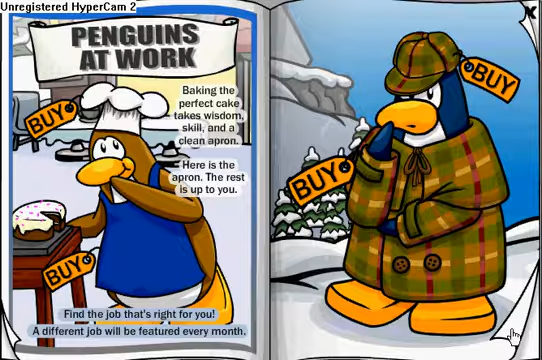 Unregistered HyperCam 2
PENGUINS
AT WORK
Baking the
perfect cake
takes wisdom,
skill, and a
clean apron.
Here is the
apron. The rest
is up to you.
BUY
BUY
Find the job that's right for you!
A different job will be featured every month.
BUY
BUY